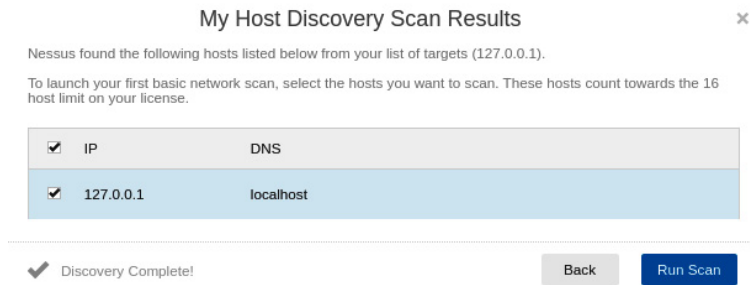 My Host Discovery Scan Results
×
Nessus found the following hosts listed below from your list of targets (127.0.0.1).
To launch your first basic network scan, select the hosts you want to scan. These hosts count towards the 16
host limit on your license.
IP DNS
127.0.0.1 localhost
Discovery Complete! Back Run Scan